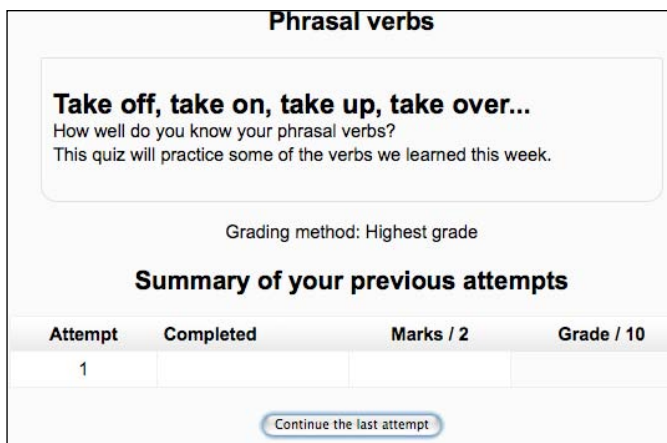 Phrasal verbs
Take off, take on, take up, take over...
How well do you know your phrasal verbs?
This quiz will practice some of the verbs we learned this week.
Grading method: Highest grade
Summary of your previous attempts
Attempt Completed Marks / 2 Grade / 10
1
Continue the last attempt